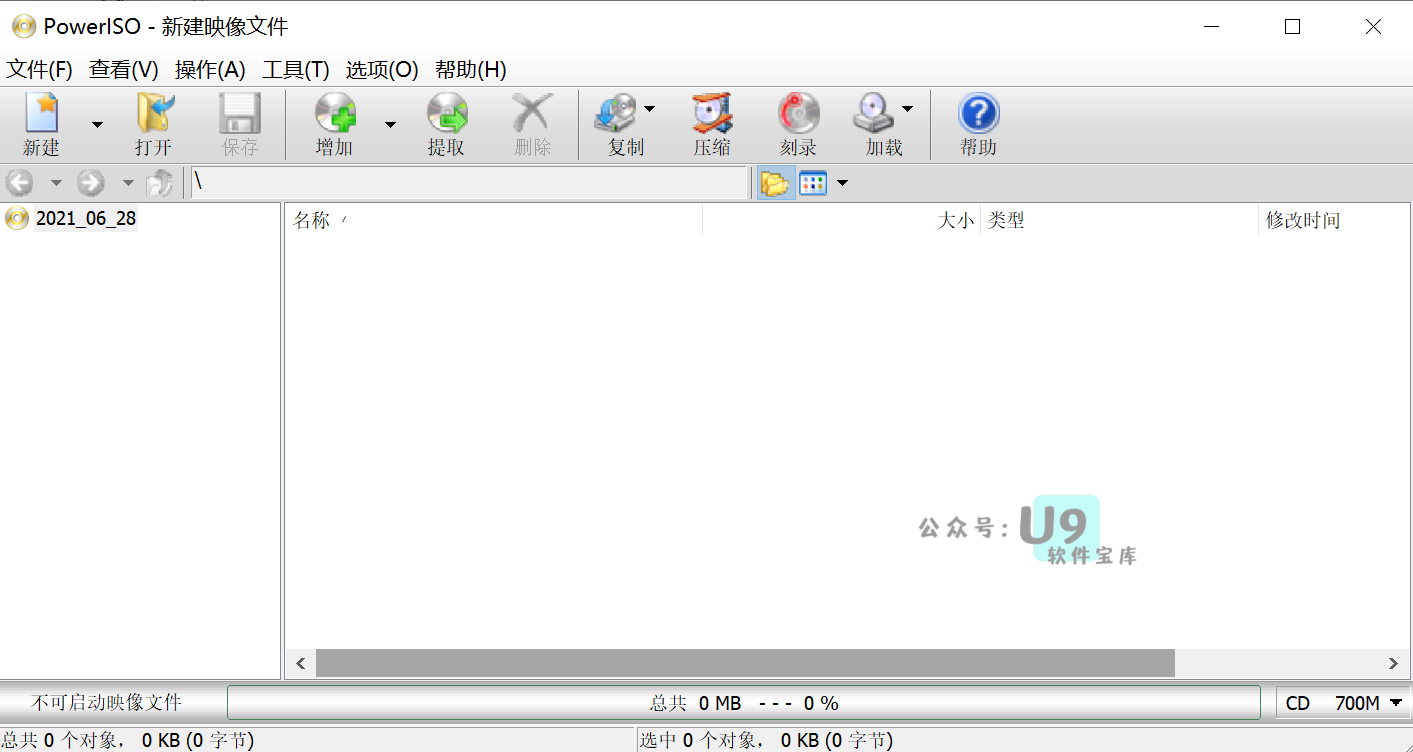 PowerISO - 新建映像文件
文件(F) 查看(V) 操作(A) 工具(T) 选项(O) 帮助(H)
新建 打开 保存 增加 提取 删除 复制 压缩 刻录 加载 帮助
\
2021_06_28
名称 大小 类型 修改时间
公众号: U9
软件宝库
不可启动映像文件 总共 0 MB --- 0 % CD 700M
总共 0 个对象， 0 KB (0 字节) 选中 0 个对象， 0 KB (0 字节)